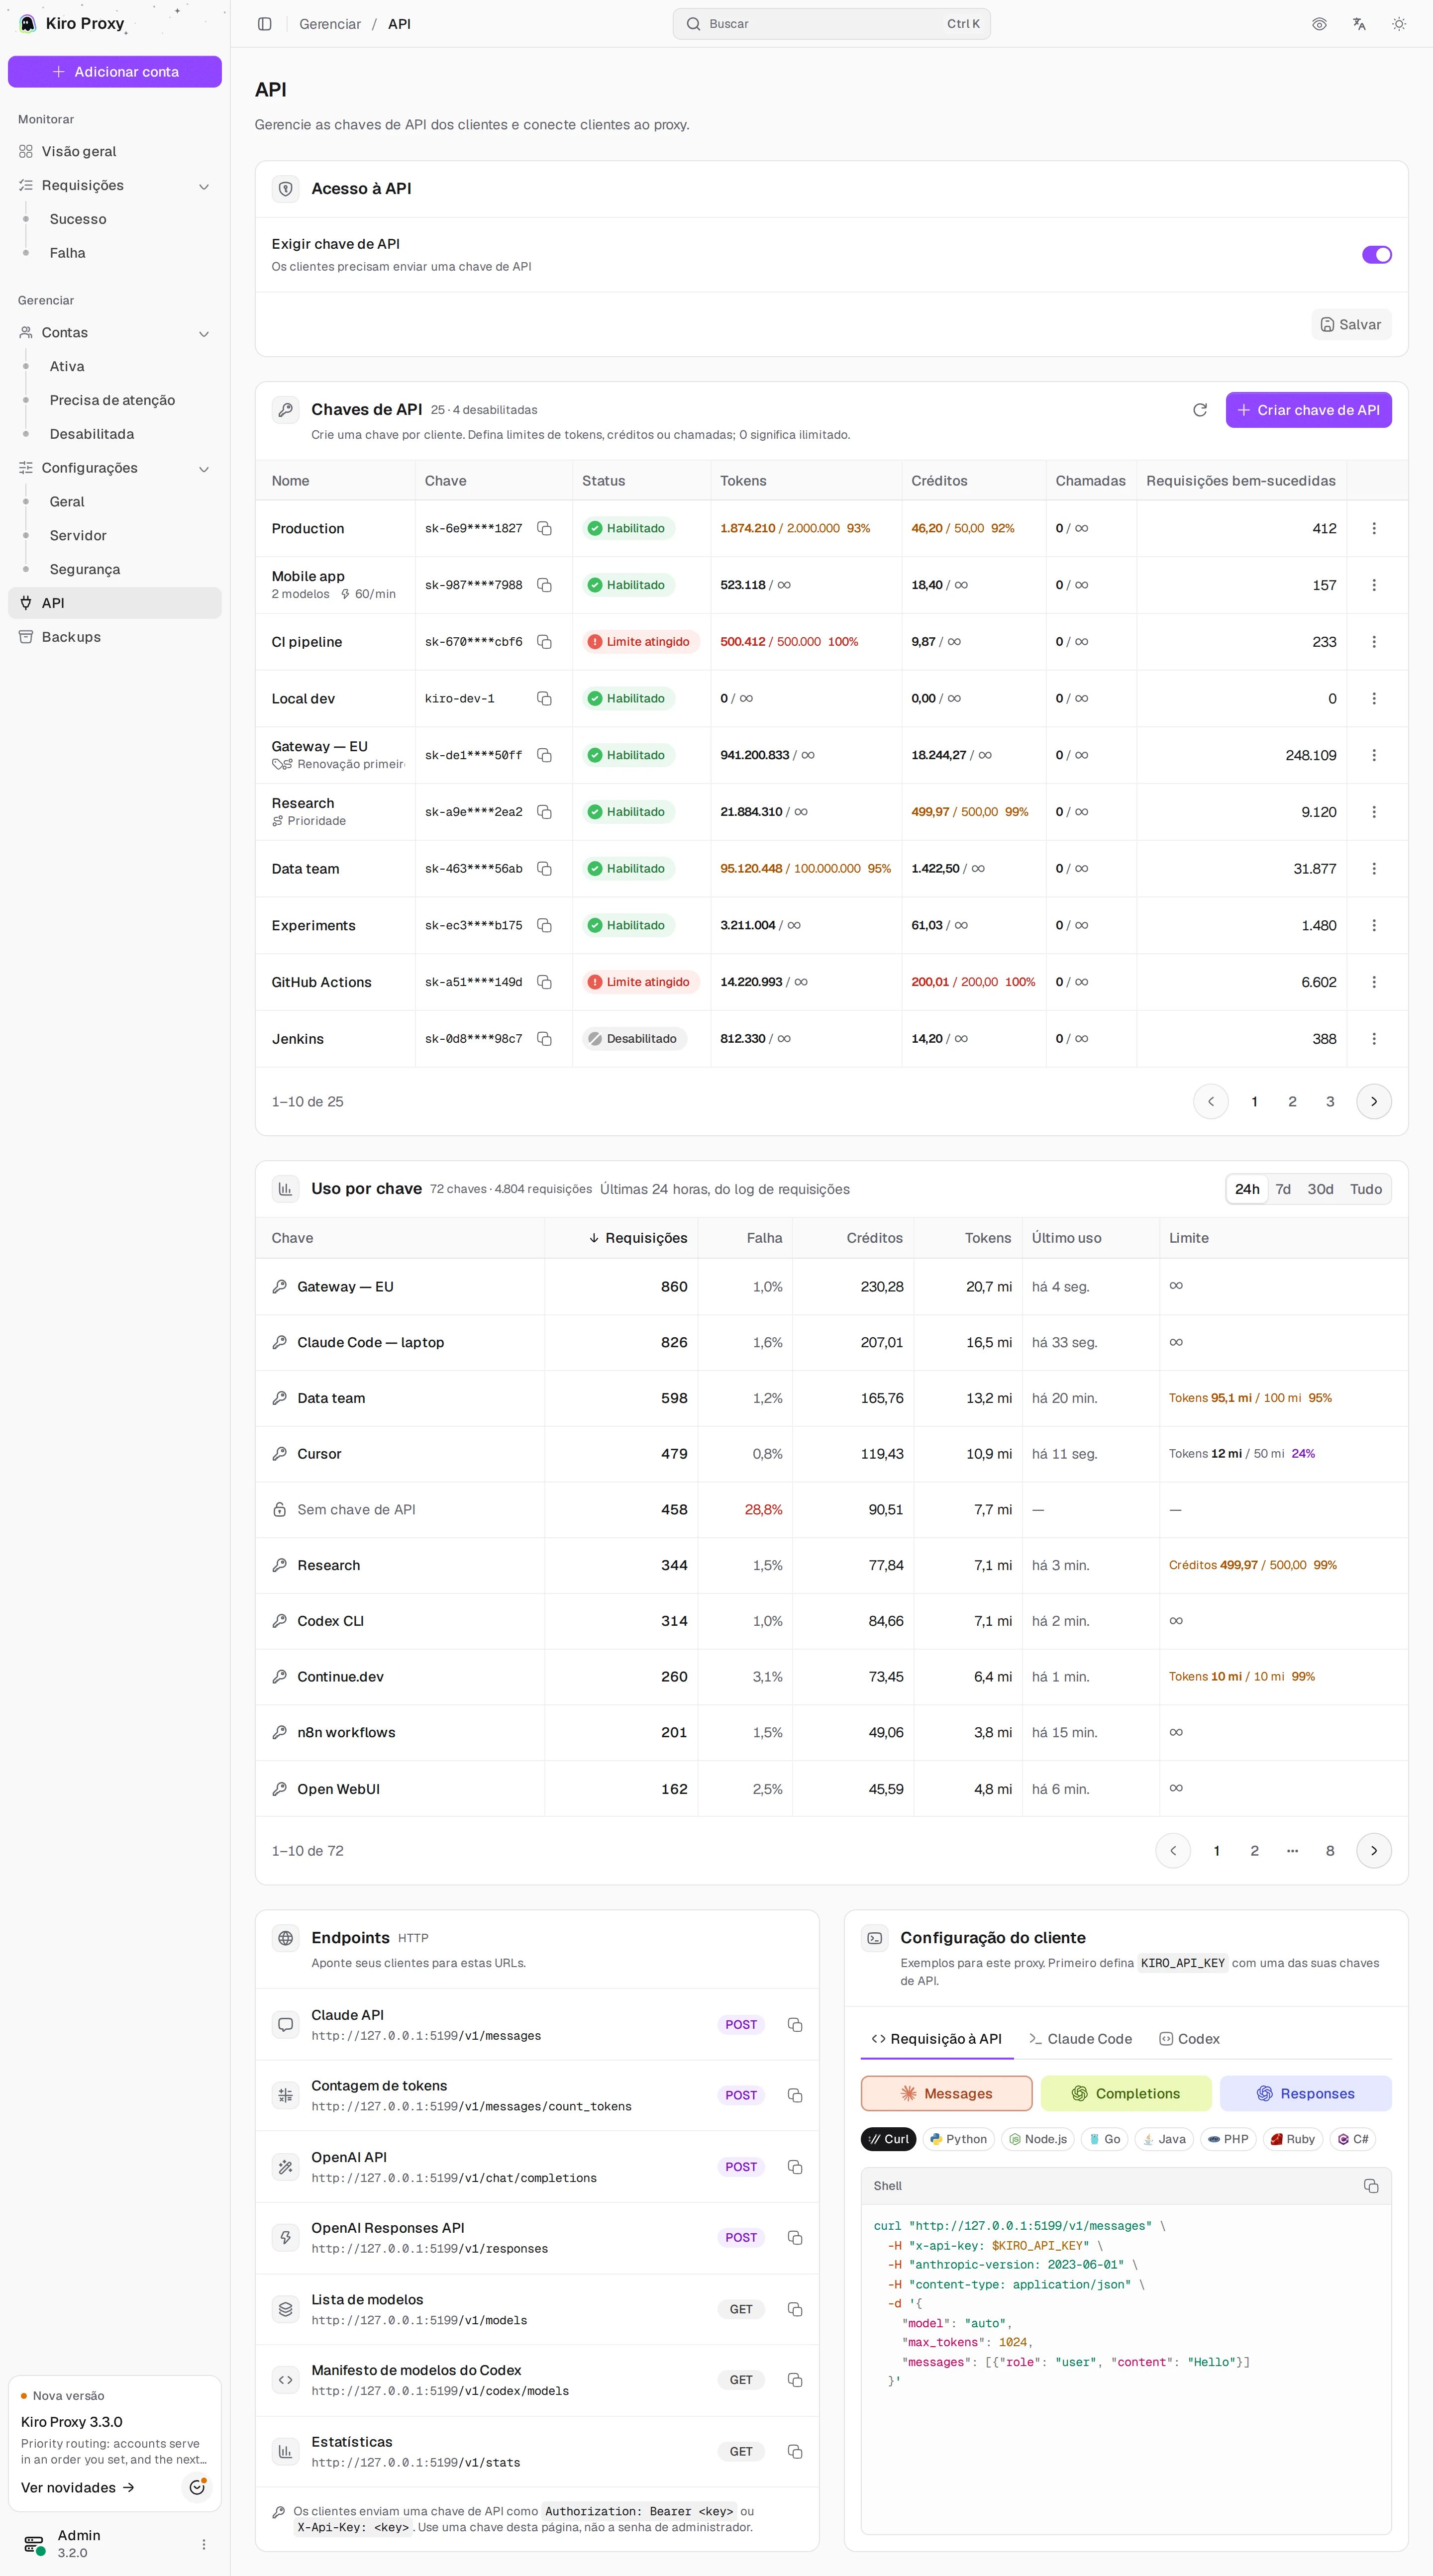 Kiro Proxy
Gerenciar / API
Buscar
Ctrl K
Adicionar conta
Monitorar
Visão geral
Requisições
Sucesso
Falha
Gerenciar
Contas
Ativa
Precisa de atenção
Desabilitada
Configurações
Geral
Servidor
Segurança
API
Backups
Nova versão
Kiro Proxy 3.3.0
Priority routing: accounts serve
in an order you set, and the next...
Ver novidades →
Admin
3.2.0
API
Gerencie as chaves de API dos clientes e conecte clientes ao proxy.
Acesso à API
Exigir chave de API
Os clientes precisam enviar uma chave de API
Salvar
Chaves de API 25 · 4 desabilitadas
Crie uma chave por cliente. Defina limites de tokens, créditos ou chamadas; 0 significa ilimitado.
Criar chave de API
Nome Chave Status Tokens Créditos Chamadas Requisições bem-sucedidas
Production sk-6e9****1827 Habilitado 1.874.210 / 2.000.000 93% 46,20 / 50,00 92% 0 / ∞ 412
Mobile app sk-987****7988 Habilitado 523.118 / ∞ 18,40 / ∞ 0 / ∞ 157
2 modelos 60/min
CI pipeline sk-670****cbf6 Limite atingido 500.412 / 500.000 100% 9,87 / ∞ 0 / ∞ 233
Local dev kiro-dev-1 Habilitado 0 / ∞ 0,00 / ∞ 0 / ∞ 0
Gateway — EU sk-de1****50ff Habilitado 941.200.833 / ∞ 18.244,27 / ∞ 0 / ∞ 248.109
Renovação primeir
Research sk-a9e****2ea2 Habilitado 21.884.310 / ∞ 499,97 / 500,00 99% 0 / ∞ 9.120
Prioridade
Data team sk-463****56ab Habilitado 95.120.448 / 100.000.000 95% 1.422,50 / ∞ 0 / ∞ 31.877
Experiments sk-ec3****b175 Habilitado 3.211.004 / ∞ 61,03 / ∞ 0 / ∞ 1.480
GitHub Actions sk-a51****149d Limite atingido 14.220.993 / ∞ 200,01 / 200,00 100% 0 / ∞ 6.602
Jenkins sk-0d8****98c7 Desabilitado 812.330 / ∞ 14,20 / ∞ 0 / ∞ 388
1–10 de 25
1 2 3
Uso por chave 72 chaves · 4.804 requisições Últimas 24 horas, do log de requisições
24h 7d 30d Tudo
Chave ↓ Requisições Falha Créditos Tokens Último uso Limite
Gateway — EU 860 1,0% 230,28 20,7 mi há 4 seg. ∞
Claude Code — laptop 826 1,6% 207,01 16,5 mi há 33 seg. ∞
Data team 598 1,2% 165,76 13,2 mi há 20 min. Tokens 95,1 mi / 100 mi 95%
Cursor 479 0,8% 119,43 10,9 mi há 11 seg. Tokens 12 mi / 50 mi 24%
Sem chave de API 458 28,8% 90,51 7,7 mi — —
Research 344 1,5% 77,84 7,1 mi há 3 min. Créditos 499,97 / 500,00 99%
Codex CLI 314 1,0% 84,66 7,1 mi há 2 min. ∞
Continue.dev 260 3,1% 73,45 6,4 mi há 1 min. Tokens 10 mi / 10 mi 99%
n8n workflows 201 1,5% 49,06 3,8 mi há 15 min. ∞
Open WebUI 162 2,5% 45,59 4,8 mi há 6 min. ∞
1–10 de 72
1 2 ··· 8
Endpoints HTTP
Aponte seus clientes para estas URLs.
Claude API
http://127.0.0.1:5199/v1/messages
POST
Contagem de tokens
http://127.0.0.1:5199/v1/messages/count_tokens
POST
OpenAI API
http://127.0.0.1:5199/v1/chat/completions
POST
OpenAI Responses API
http://127.0.0.1:5199/v1/responses
POST
Lista de modelos
http://127.0.0.1:5199/v1/models
GET
Manifesto de modelos do Codex
http://127.0.0.1:5199/v1/codex/models
GET
Estatísticas
http://127.0.0.1:5199/v1/stats
GET
Os clientes enviam uma chave de API como Authorization: Bearer <key> ou
X-Api-Key: <key>. Use uma chave desta página, não a senha de administrador.
Configuração do cliente
Exemplos para este proxy. Primeiro defina KIRO_API_KEY com uma das suas chaves
de API.
Requisição à API Claude Code Codex
Messages Completions Responses
Curl Python Node.js Go Java PHP Ruby C#
Shell
curl "http://127.0.0.1:5199/v1/messages" \
-H "x-api-key: $KIRO_API_KEY" \
-H "anthropic-version: 2023-06-01" \
-H "content-type: application/json" \
-d '{
"model": "auto",
"max_tokens": 1024,
"messages": [{"role": "user", "content": "Hello"}]
}'